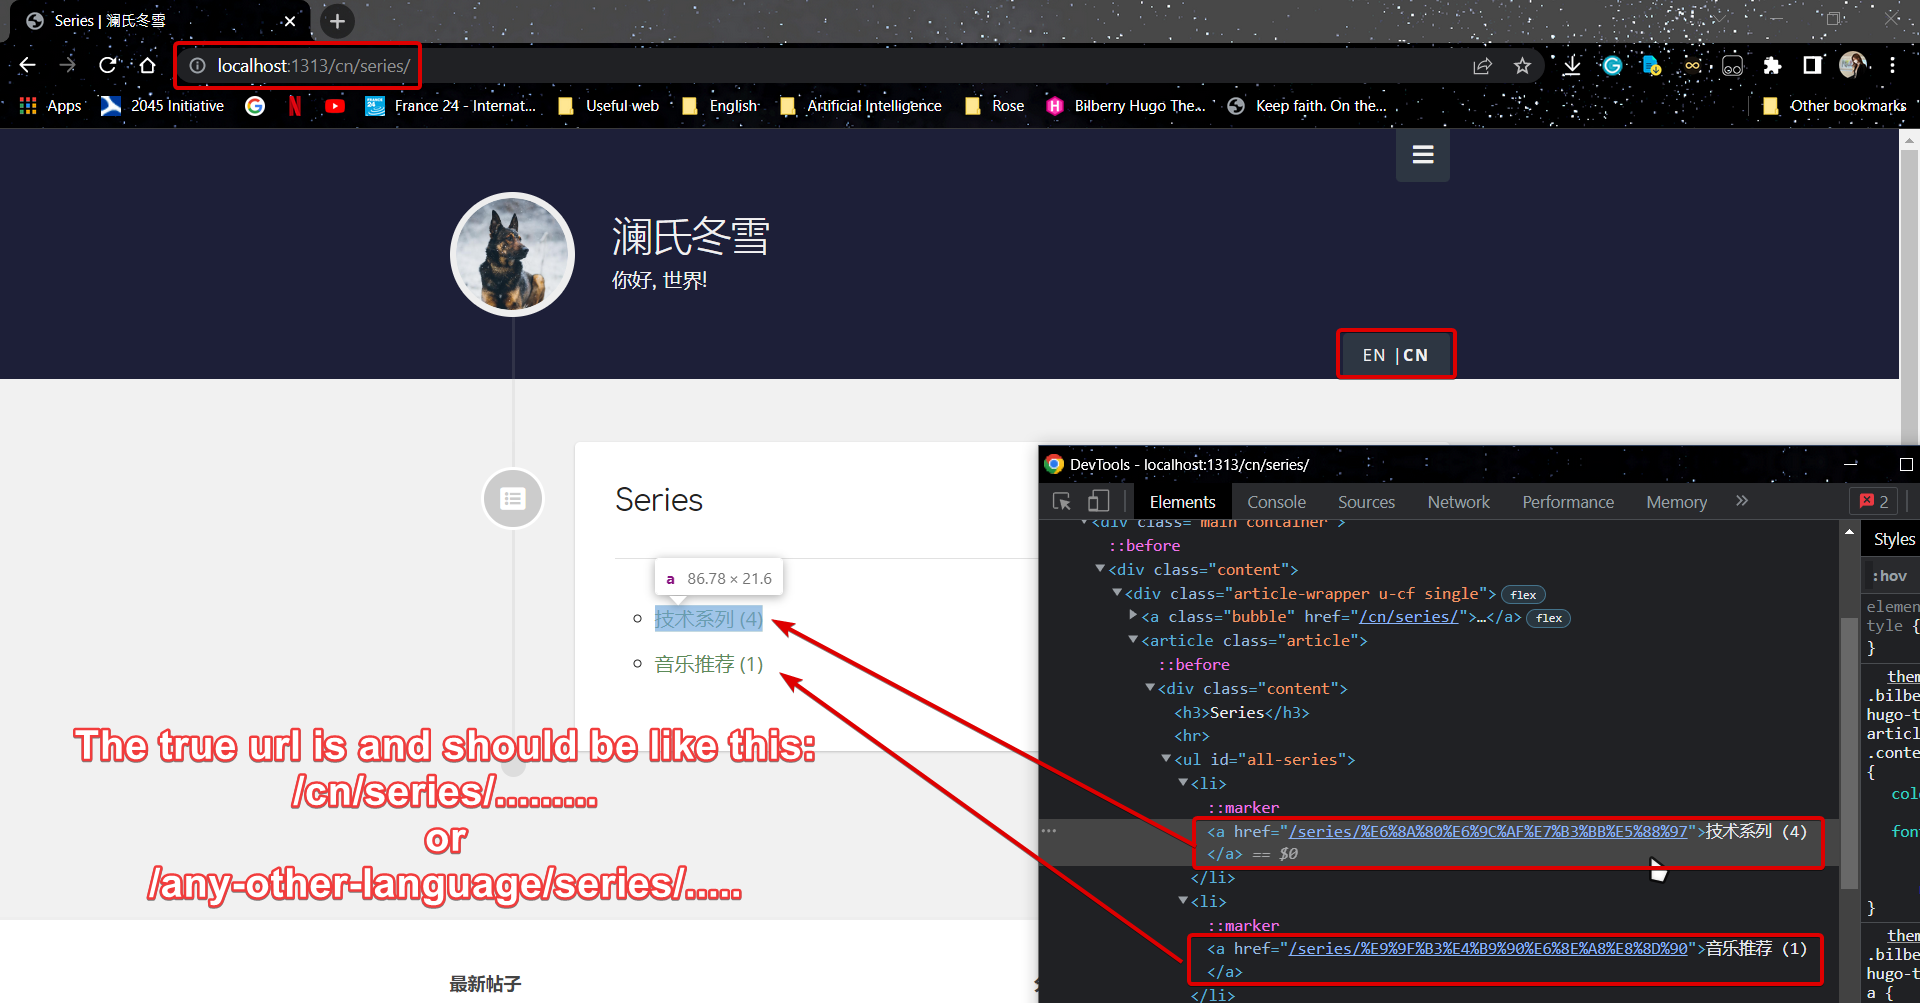 Series | 澜氏冬雪
localhost:1313/cn/series/
Apps
2045 Initiative
France 24 - Internat...
Useful web
English
Artificial Intelligence
Rose
Bilberry Hugo The...
Keep faith. On the...
Other bookmarks
澜氏冬雪
你好, 世界!
EN |CN
Series
a 86.78 × 21.6
技术系列 (4)
音乐推荐 (1)
The true url is and should be like this:
/cn/series/.........
or
/any-other-language/series/.....
最新帖子
DevTools - localhost:1313/cn/series/
Elements
Console
Sources
Network
Performance
Memory
2
<div class="main container">
::before
<div class="content">
<div class="article-wrapper u-cf single"> flex
<a class="bubble" href="/cn/series/">…</a> flex
<article class="article">
::before
<div class="content">
<h3>Series</h3>
<hr>
<ul id="all-series">
<li>
::marker
<a href="/series/%E6%8A%80%E6%9C%AF%E7%B3%BB%E5%88%97">技术系列 (4)
</a> == $0
</li>
<li>
::marker
<a href="/series/%E9%9F%B3%E4%B9%90%E6%8E%A8%E8%8D%90">音乐推荐 (1)
</a>
</li>
Styles
:hov
elemen
tyle {
}
them
.bilbe
hugo-t
articl
.conte
{
colo
fon
}
them
.bilbe
hugo-t
a {